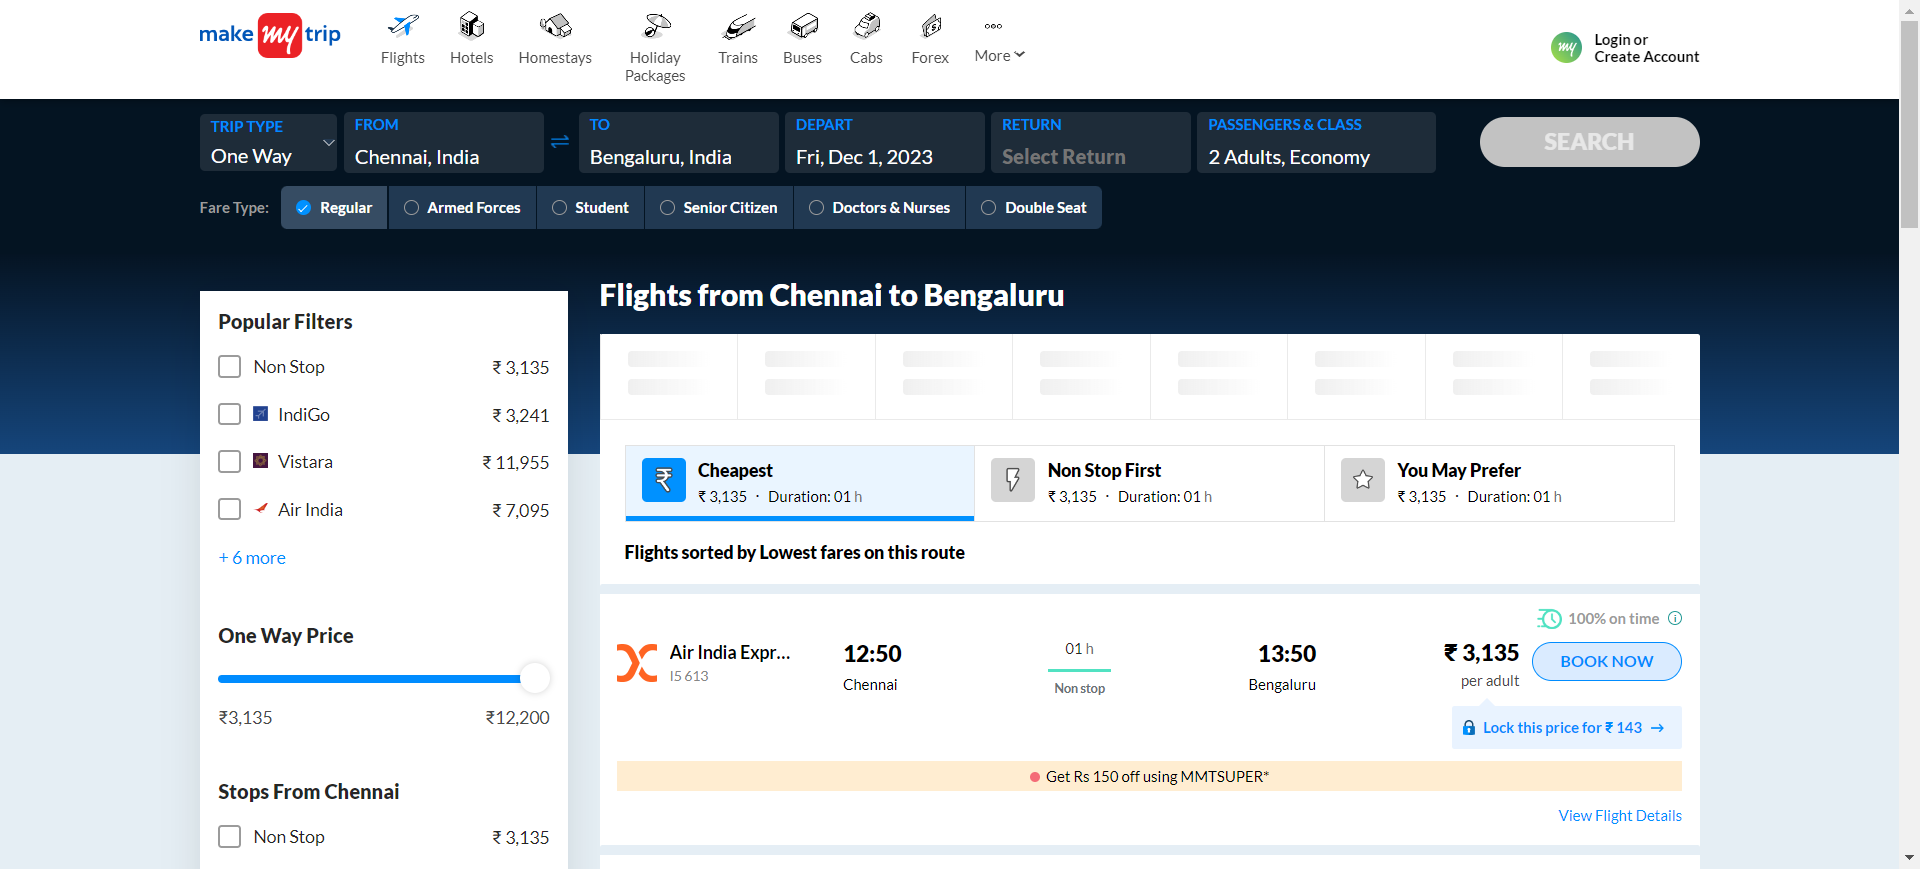 make my trip
Flights
Hotels
Homestays
Holiday
Packages
Trains
Buses
Cabs
Forex
More
my
Login or
Create Account
TRIP TYPE
One Way
FROM
Chennai, India
TO
Bengaluru, India
DEPART
Fri, Dec 1, 2023
RETURN
Select Return
PASSENGERS & CLASS
2 Adults, Economy
SEARCH
Fare Type:
Regular
Armed Forces
Student
Senior Citizen
Doctors & Nurses
Double Seat
Popular Filters
Non Stop ₹ 3,135
IndiGo ₹ 3,241
Vistara ₹ 11,955
Air India ₹ 7,095
+ 6 more
One Way Price
₹3,135 ₹12,200
Stops From Chennai
Non Stop ₹ 3,135
Flights from Chennai to Bengaluru
Cheapest
₹ 3,135 · Duration: 01 h
Non Stop First
₹ 3,135 · Duration: 01 h
You May Prefer
₹ 3,135 · Duration: 01 h
Flights sorted by Lowest fares on this route
100% on time
Air India Expr...
I5 613
12:50
Chennai
01 h
Non stop
13:50
Bengaluru
₹ 3,135
per adult
BOOK NOW
Lock this price for ₹ 143 →
Get Rs 150 off using MMTSUPER*
View Flight Details